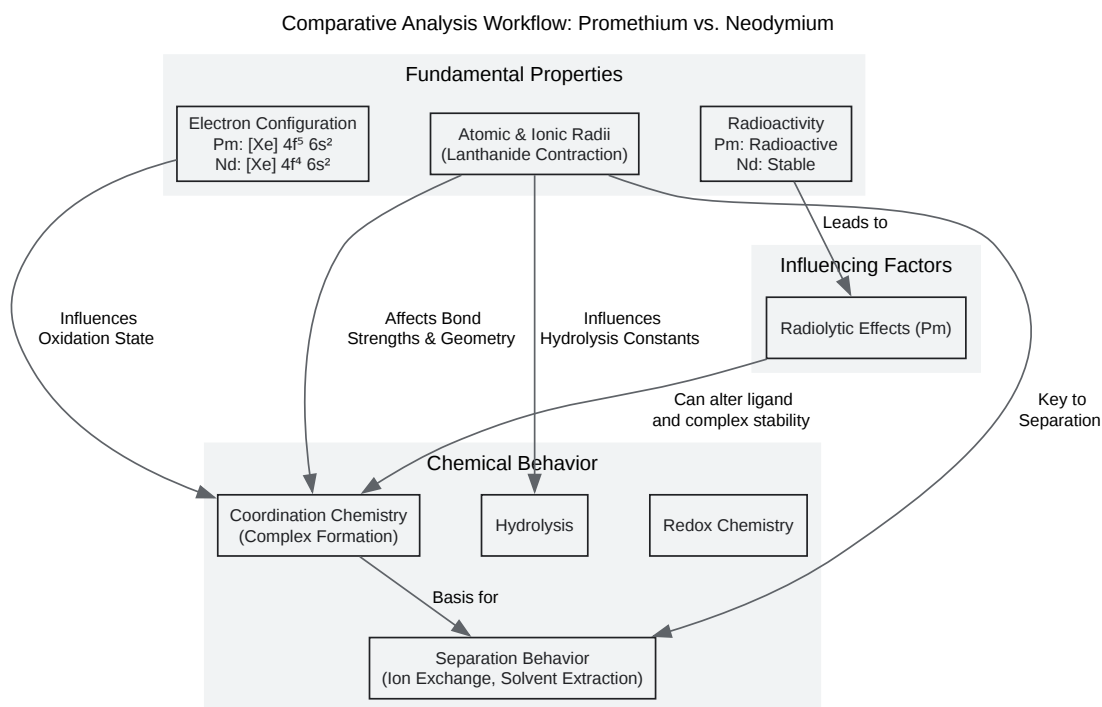 Comparative Analysis Workflow: Promethium vs. Neodymium
Fundamental Properties
Electron Configuration
Pm: [Xe] 4f⁵ 6s²
Nd: [Xe] 4f⁴ 6s²
Atomic & Ionic Radii
(Lanthanide Contraction)
Radioactivity
Pm: Radioactive
Nd: Stable
Leads to
Influencing Factors
Radiolytic Effects (Pm)
Influences
Oxidation State
Affects Bond
Strengths & Geometry
Influences
Hydrolysis Constants
Can alter ligand
and complex stability
Key to
Separation
Chemical Behavior
Coordination Chemistry
(Complex Formation)
Hydrolysis
Redox Chemistry
Basis for
Separation Behavior
(Ion Exchange, Solvent Extraction)